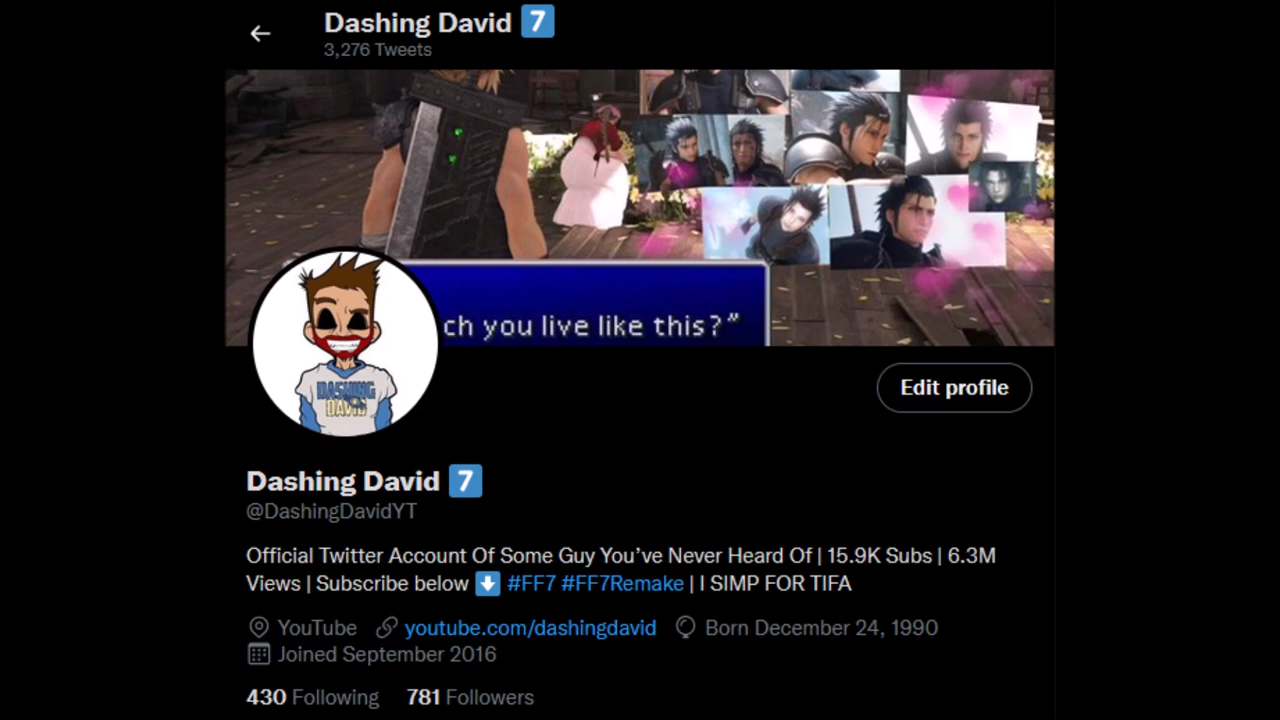 Dashing David 7️⃣
3,276 Tweets
ch you live like this?”
DASHING
DAVID
Edit profile
Dashing David 7️⃣
@DashingDavidYT
Official Twitter Account Of Some Guy You’ve Never Heard Of | 15.9K Subs | 6.3M
Views | Subscribe below ⬇️ #FF7 #FF7Remake | I SIMP FOR TIFA
YouTube youtube.com/dashingdavid Born December 24, 1990
Joined September 2016
430 Following 781 Followers